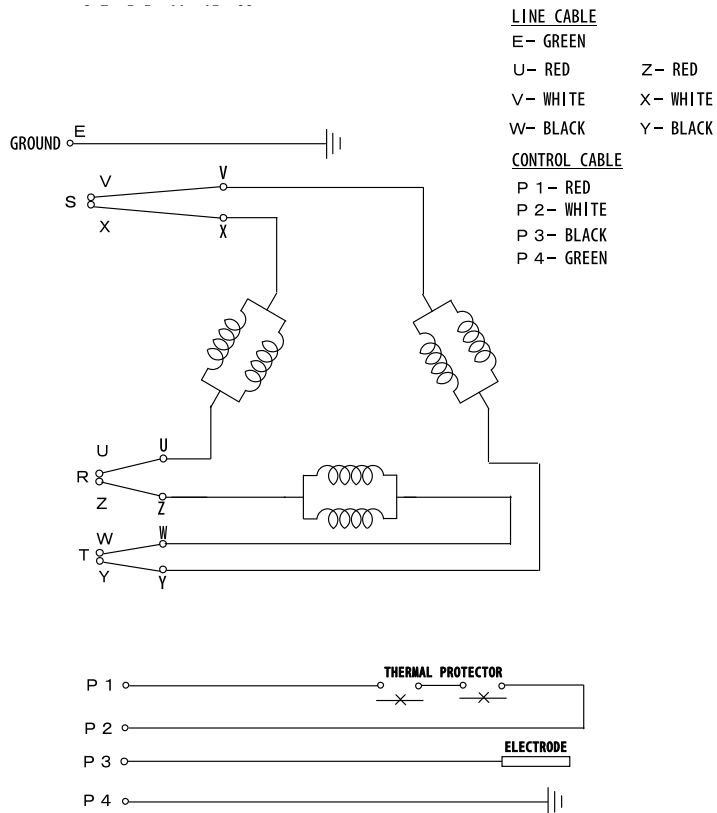 LINE CABLE
E- GREEN
U- RED Z- RED
V- WHITE X- WHITE
W- BLACK Y- BLACK
CONTROL CABLE
P 1- RED
P 2- WHITE
P 3- BLACK
P 4- GREEN
GROUND E
V V
S
X X
U U
R
Z Z
W W
T
Y Y
THERMAL PROTECTOR
P 1
P 2
ELECTRODE
P 3
P 4